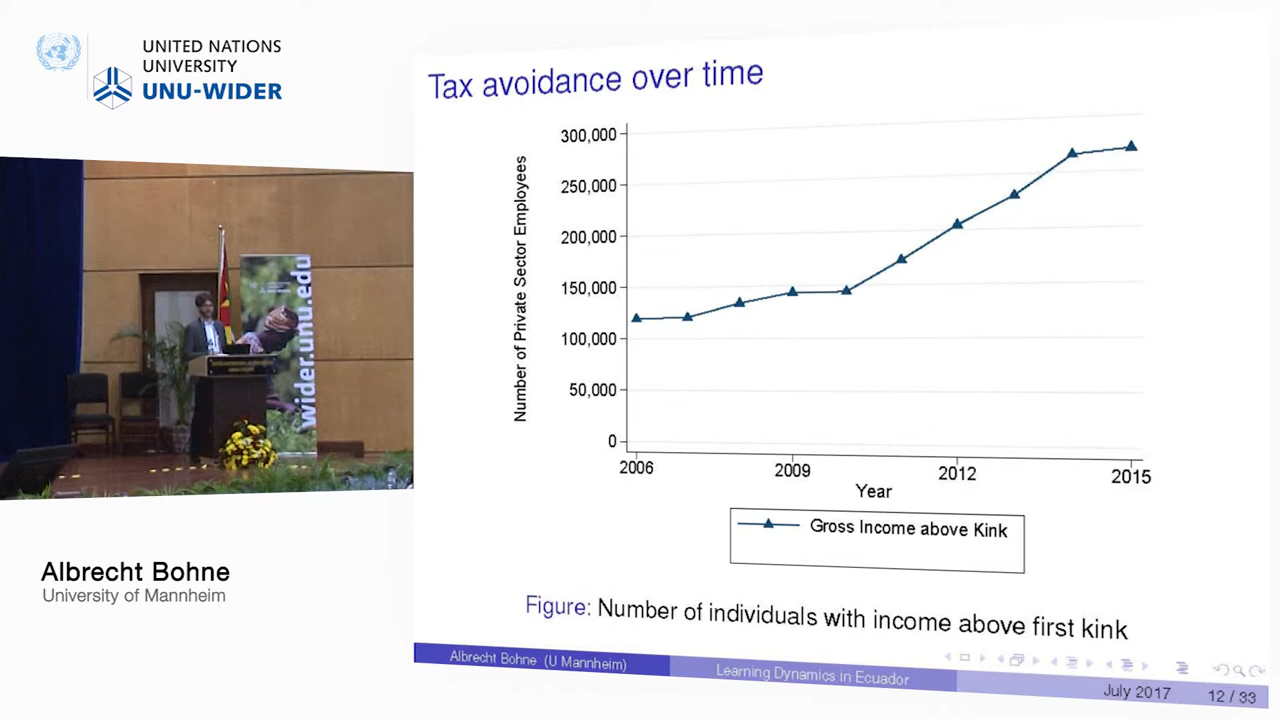 UNITED NATIONS
UNIVERSITY
UNU-WIDER
wider.unu.edu
Albrecht Bohne
University of Mannheim
Tax avoidance over time
Number of Private Sector Employees
300,000
250,000
200,000
150,000
100,000
50,000
0
2006
2009
2012
2015
Year
Gross Income above Kink
Figure: Number of individuals with income above first kink
Albrecht Bohne (U Mannheim)
Learning Dynamics in Ecuador
July 2017
12 / 33